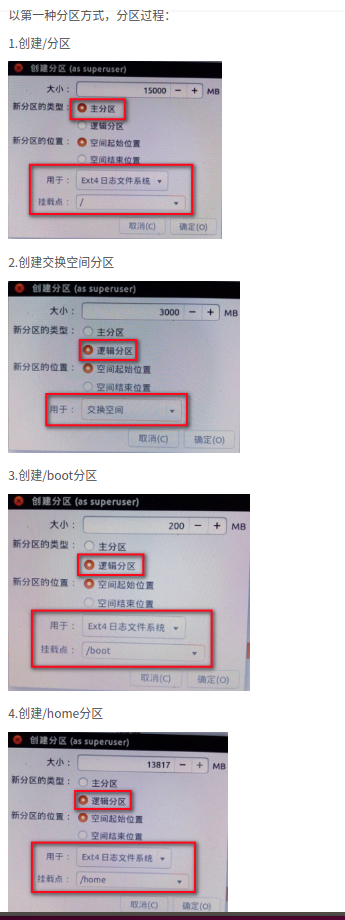 以第一种分区方式，分区过程：
1.创建/分区
创建分区 (as superuser)
大小： 15000 − + MB
新分区的类型： 主分区
逻辑分区
新分区的位置： 空间起始位置
空间结束位置
用于： Ext4 日志文件系统
挂载点： /
取消(C) 确定(O)
2.创建交换空间分区
创建分区 (as superuser)
大小： 3000 − + MB
新分区的类型： 主分区
逻辑分区
新分区的位置： 空间起始位置
空间结束位置
用于： 交换空间
取消(C) 确定(O)
3.创建/boot分区
创建分区 (as superuser)
大小： 200 − + MB
新分区的类型： 主分区
逻辑分区
新分区的位置： 空间起始位置
空间结束位置
用于： Ext4 日志文件系统
挂载点： /boot
取消(C) 确定(O)
4.创建/home分区
创建分区 (as superuser)
大小： 13817 − + MB
新分区的类型： 主分区
逻辑分区
新分区的位置： 空间起始位置
空间结束位置
用于： Ext4 日志文件系统
挂载点： /home
取消(C) 确定(O)